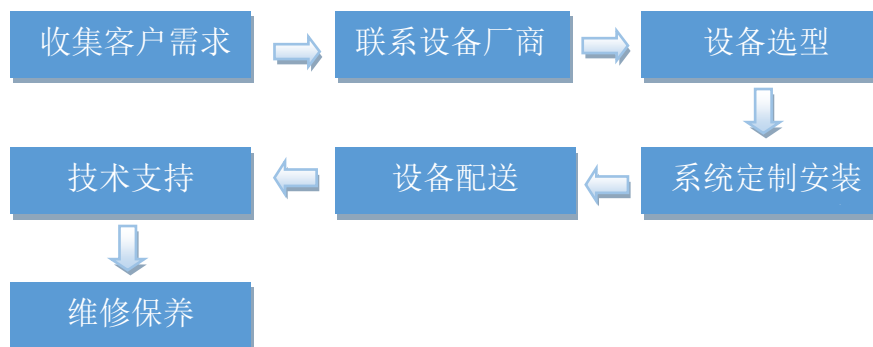 收集客户需求
联系设备厂商
设备选型
系统定制安装
设备配送
技术支持
维修保养